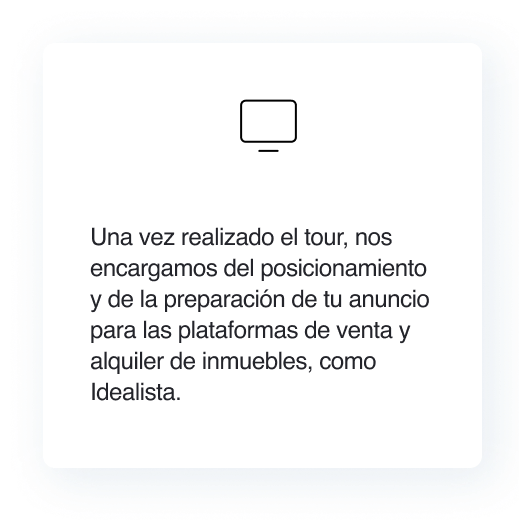 Una vez realizado el tour, nos
encargamos del posicionamiento
y de la preparación de tu anuncio
para las plataformas de venta y
alquiler de inmuebles, como
Idealista.